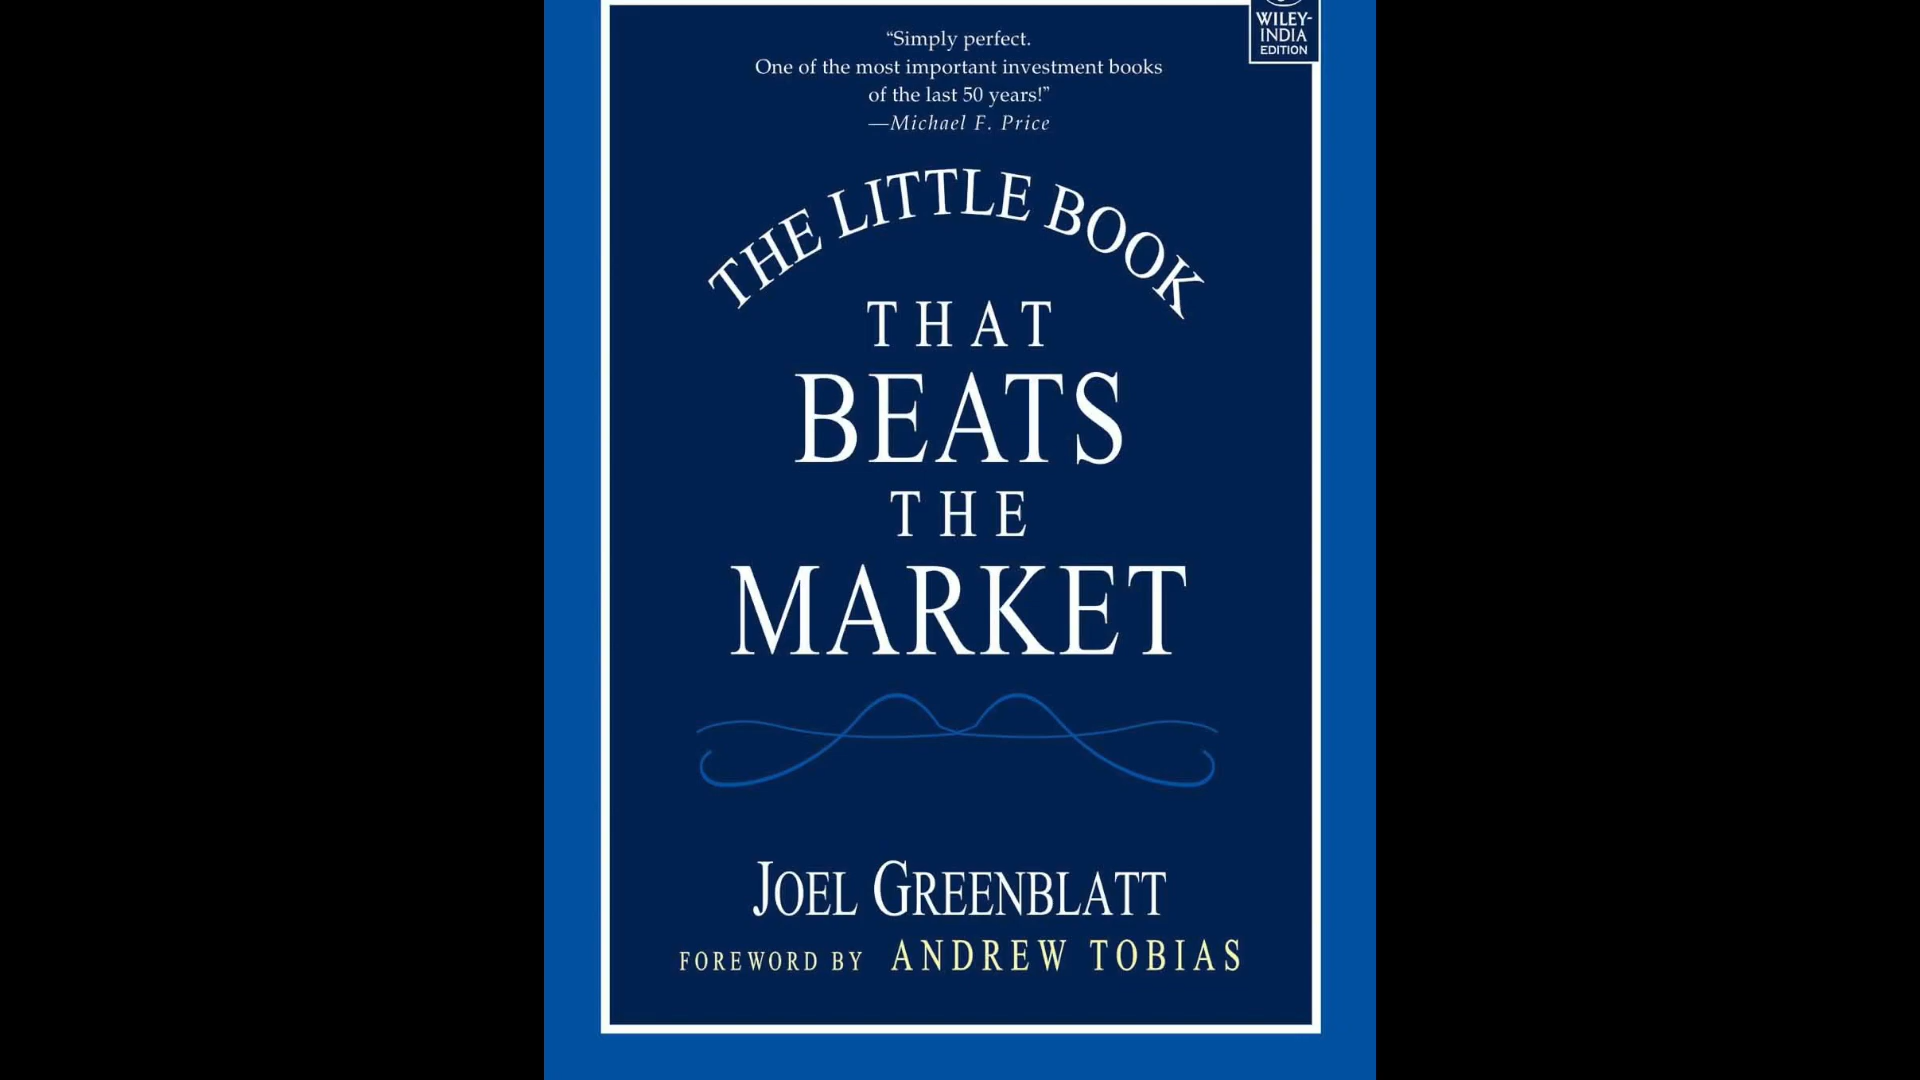 WILEY-
INDIA
EDITION
“Simply perfect.
One of the most important investment books
of the last 50 years!”
—Michael F. Price
THE LITTLE BOOK
THAT
BEATS
THE
MARKET
JOEL GREENBLATT
FOREWORD BY ANDREW TOBIAS